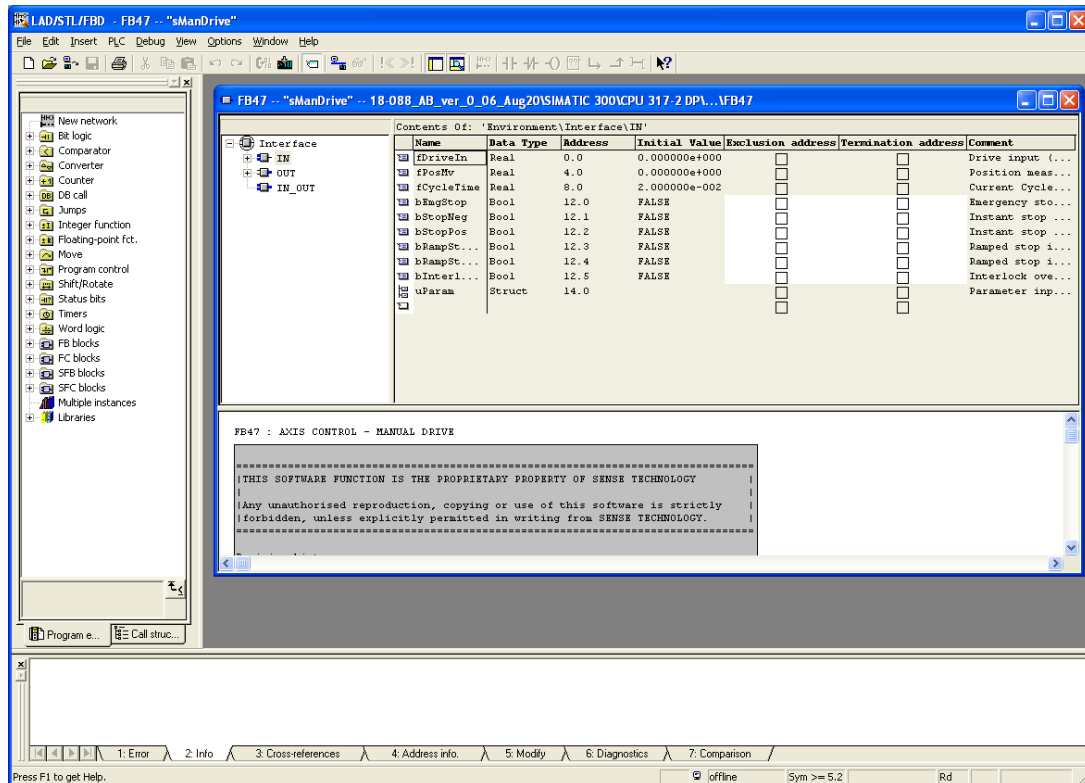 LAD/STL/FBD - FB47 -- "sManDrive"
File Edit Insert PLC Debug View Options Window Help
New network
Bit logic
Comparator
Converter
Counter
DB call
Jumps
Integer function
Floating-point fct.
Move
Program control
Shift/Rotate
Status bits
Timers
Word logic
FB blocks
FC blocks
SFB blocks
SFC blocks
Multiple instances
Libraries
Program e... Call struc...
FB47 -- "sManDrive" -- 18-088_AB_ver_0_06_Aug20\SIMATIC 300\CPU 317-2 DP\...\FB47
Interface
IN
OUT
IN_OUT
Contents Of: 'Environment\Interface\IN'
Name Data Type Address Initial Value Exclusion address Termination address Comment
fDriveIn Real 0.0 0.000000e+000 Drive input (...
fPosMv Real 4.0 0.000000e+000 Position meas...
fCycleTime Real 8.0 2.000000e-002 Current Cycle...
bEmgStop Bool 12.0 FALSE Emergency sto...
bStopNeg Bool 12.1 FALSE Instant stop ...
bStopPos Bool 12.2 FALSE Instant stop ...
bRampSt... Bool 12.3 FALSE Ramped stop i...
bRampSt... Bool 12.4 FALSE Ramped stop i...
bInterl... Bool 12.5 FALSE Interlock ove...
uParam Struct 14.0 Parameter inp...
FB47 : AXIS CONTROL - MANUAL DRIVE
|THIS SOFTWARE FUNCTION IS THE PROPRIETARY PROPERTY OF SENSE TECHNOLOGY |
|Any unauthorised reproduction, copying or use of this software is strictly |
|forbidden, unless explicitly permitted in writing from SENSE TECHNOLOGY. |
1: Error 2: Info 3: Cross-references 4: Address info. 5: Modify 6: Diagnostics 7: Comparison
Press F1 to get Help. offline Sym >= 5.2 Rd